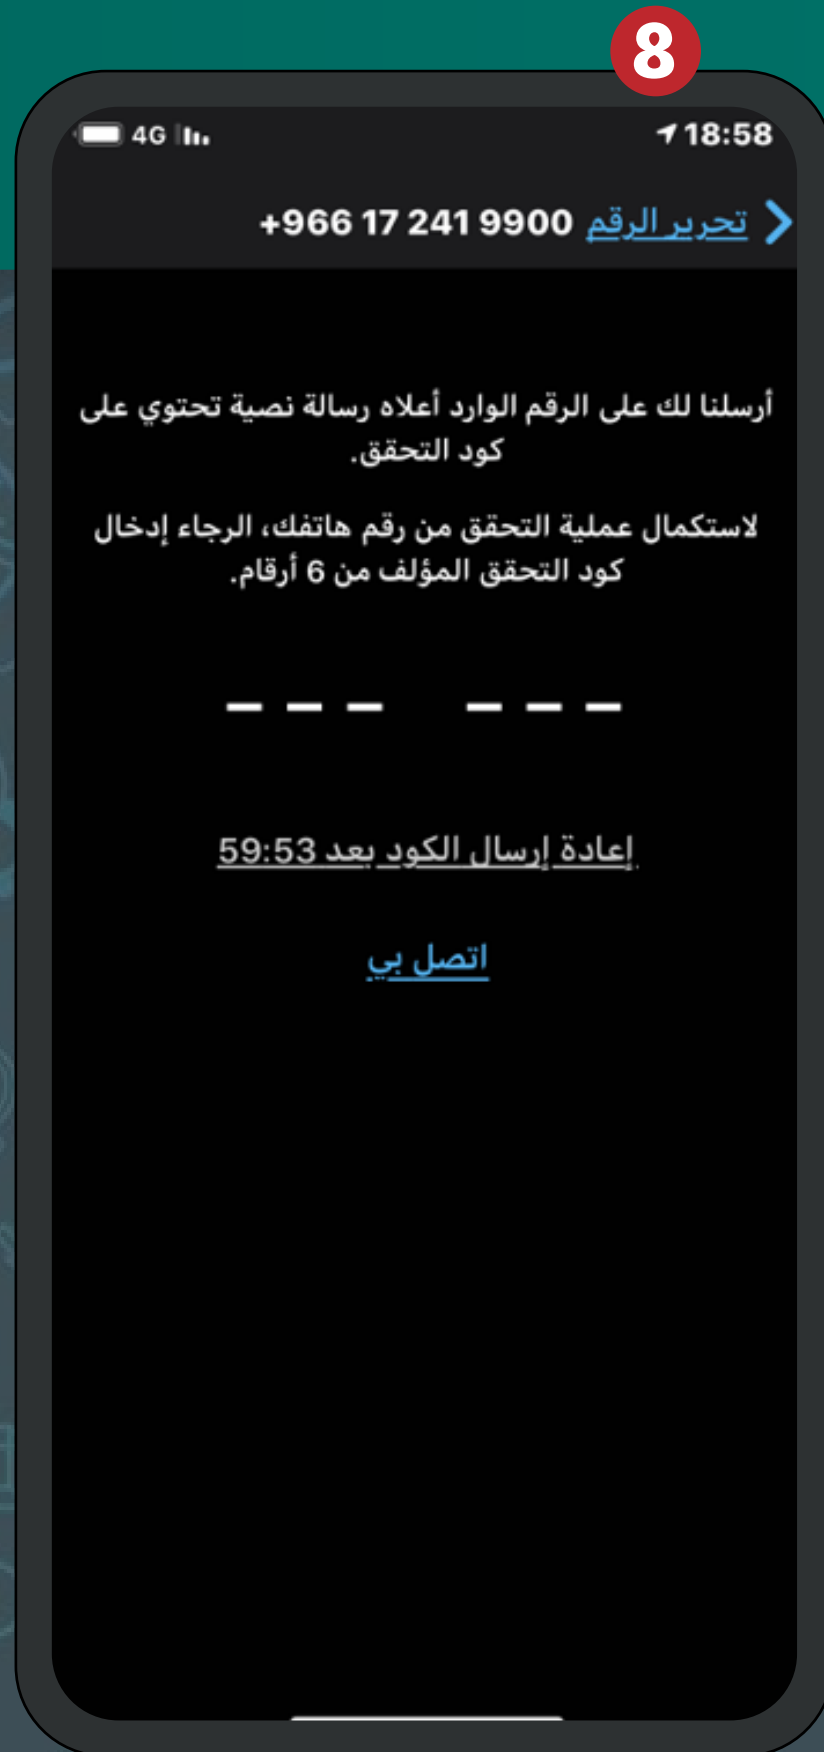 8
4G 18:58
تحرير الرقم +966 17 241 9900
أرسلنا لك على الرقم الوارد أعلاه رسالة نصية تحتوي على
كود التحقق.
لاستكمال عملية التحقق من رقم هاتفك، الرجاء إدخال
كود التحقق المؤلف من 6 أرقام.
إعادة إرسال الكود بعد 59:53
اتصل بي